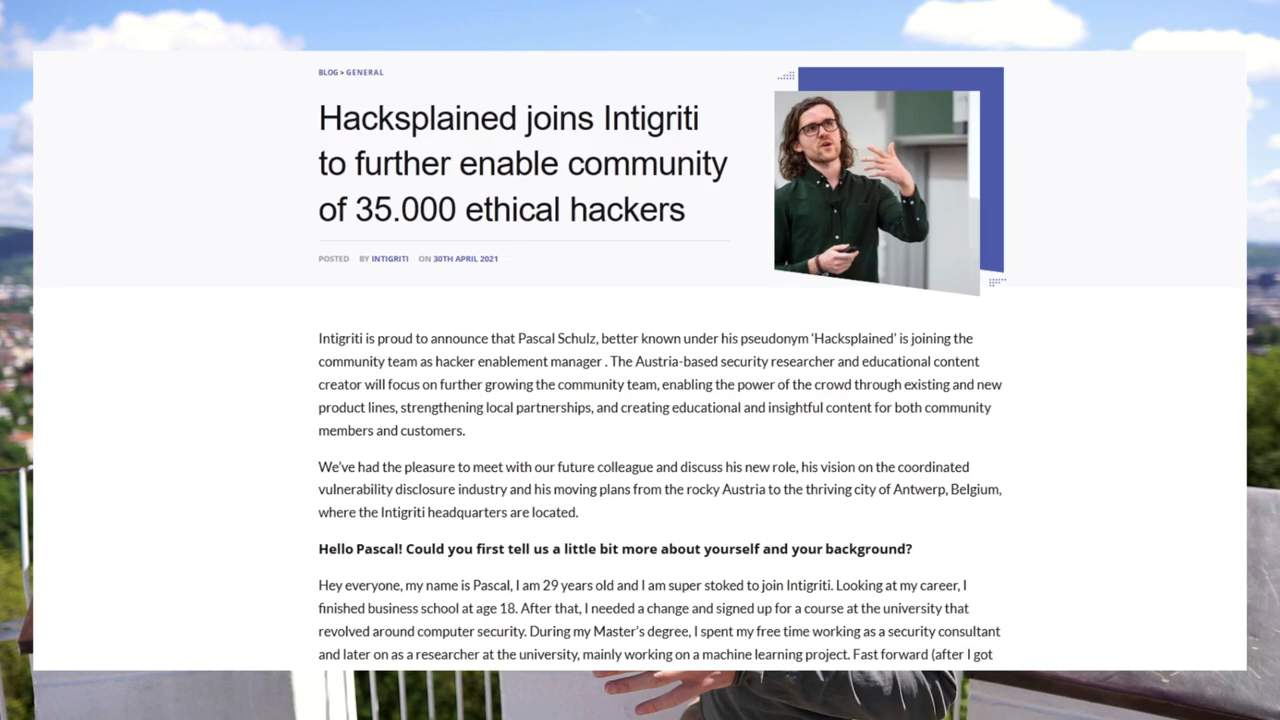 BLOG > GENERAL
Hacksplained joins Intigriti
to further enable community
of 35.000 ethical hackers
POSTED BY INTIGRITI ON 30TH APRIL 2021
Intigriti is proud to announce that Pascal Schulz, better known under his pseudonym ‘Hacksplained’ is joining the
community team as hacker enablement manager . The Austria-based security researcher and educational content
creator will focus on further growing the community team, enabling the power of the crowd through existing and new
product lines, strengthening local partnerships, and creating educational and insightful content for both community
members and customers.
We’ve had the pleasure to meet with our future colleague and discuss his new role, his vision on the coordinated
vulnerability disclosure industry and his moving plans from the rocky Austria to the thriving city of Antwerp, Belgium,
where the Intigriti headquarters are located.
Hello Pascal! Could you first tell us a little bit more about yourself and your background?
Hey everyone, my name is Pascal, I am 29 years old and I am super stoked to join Intigriti. Looking at my career, I
finished business school at age 18. After that, I needed a change and signed up for a course at the university that
revolved around computer security. During my Master’s degree, I spent my free time working as a security consultant
and later on as a researcher at the university, mainly working on a machine learning project. Fast forward (after I got